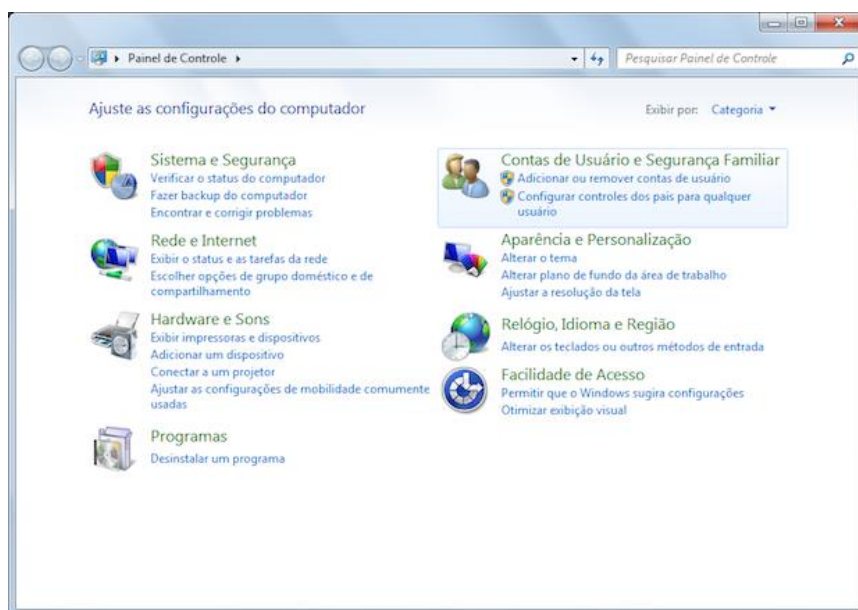 Painel de Controle
Pesquisar Painel de Controle
Ajuste as configurações do computador
Exibir por: Categoria
Sistema e Segurança
Verificar o status do computador
Fazer backup do computador
Encontrar e corrigir problemas
Rede e Internet
Exibir o status e as tarefas da rede
Escolher opções de grupo doméstico e de
compartilhamento
Hardware e Sons
Exibir impressoras e dispositivos
Adicionar um dispositivo
Conectar a um projetor
Ajustar as configurações de mobilidade comumente
usadas
Programas
Desinstalar um programa
Contas de Usuário e Segurança Familiar
Adicionar ou remover contas de usuário
Configurar controles dos pais para qualquer
usuário
Aparência e Personalização
Alterar o tema
Alterar plano de fundo da área de trabalho
Ajustar a resolução da tela
Relógio, Idioma e Região
Alterar os teclados ou outros métodos de entrada
Facilidade de Acesso
Permitir que o Windows sugira configurações
Otimizar exibição visual